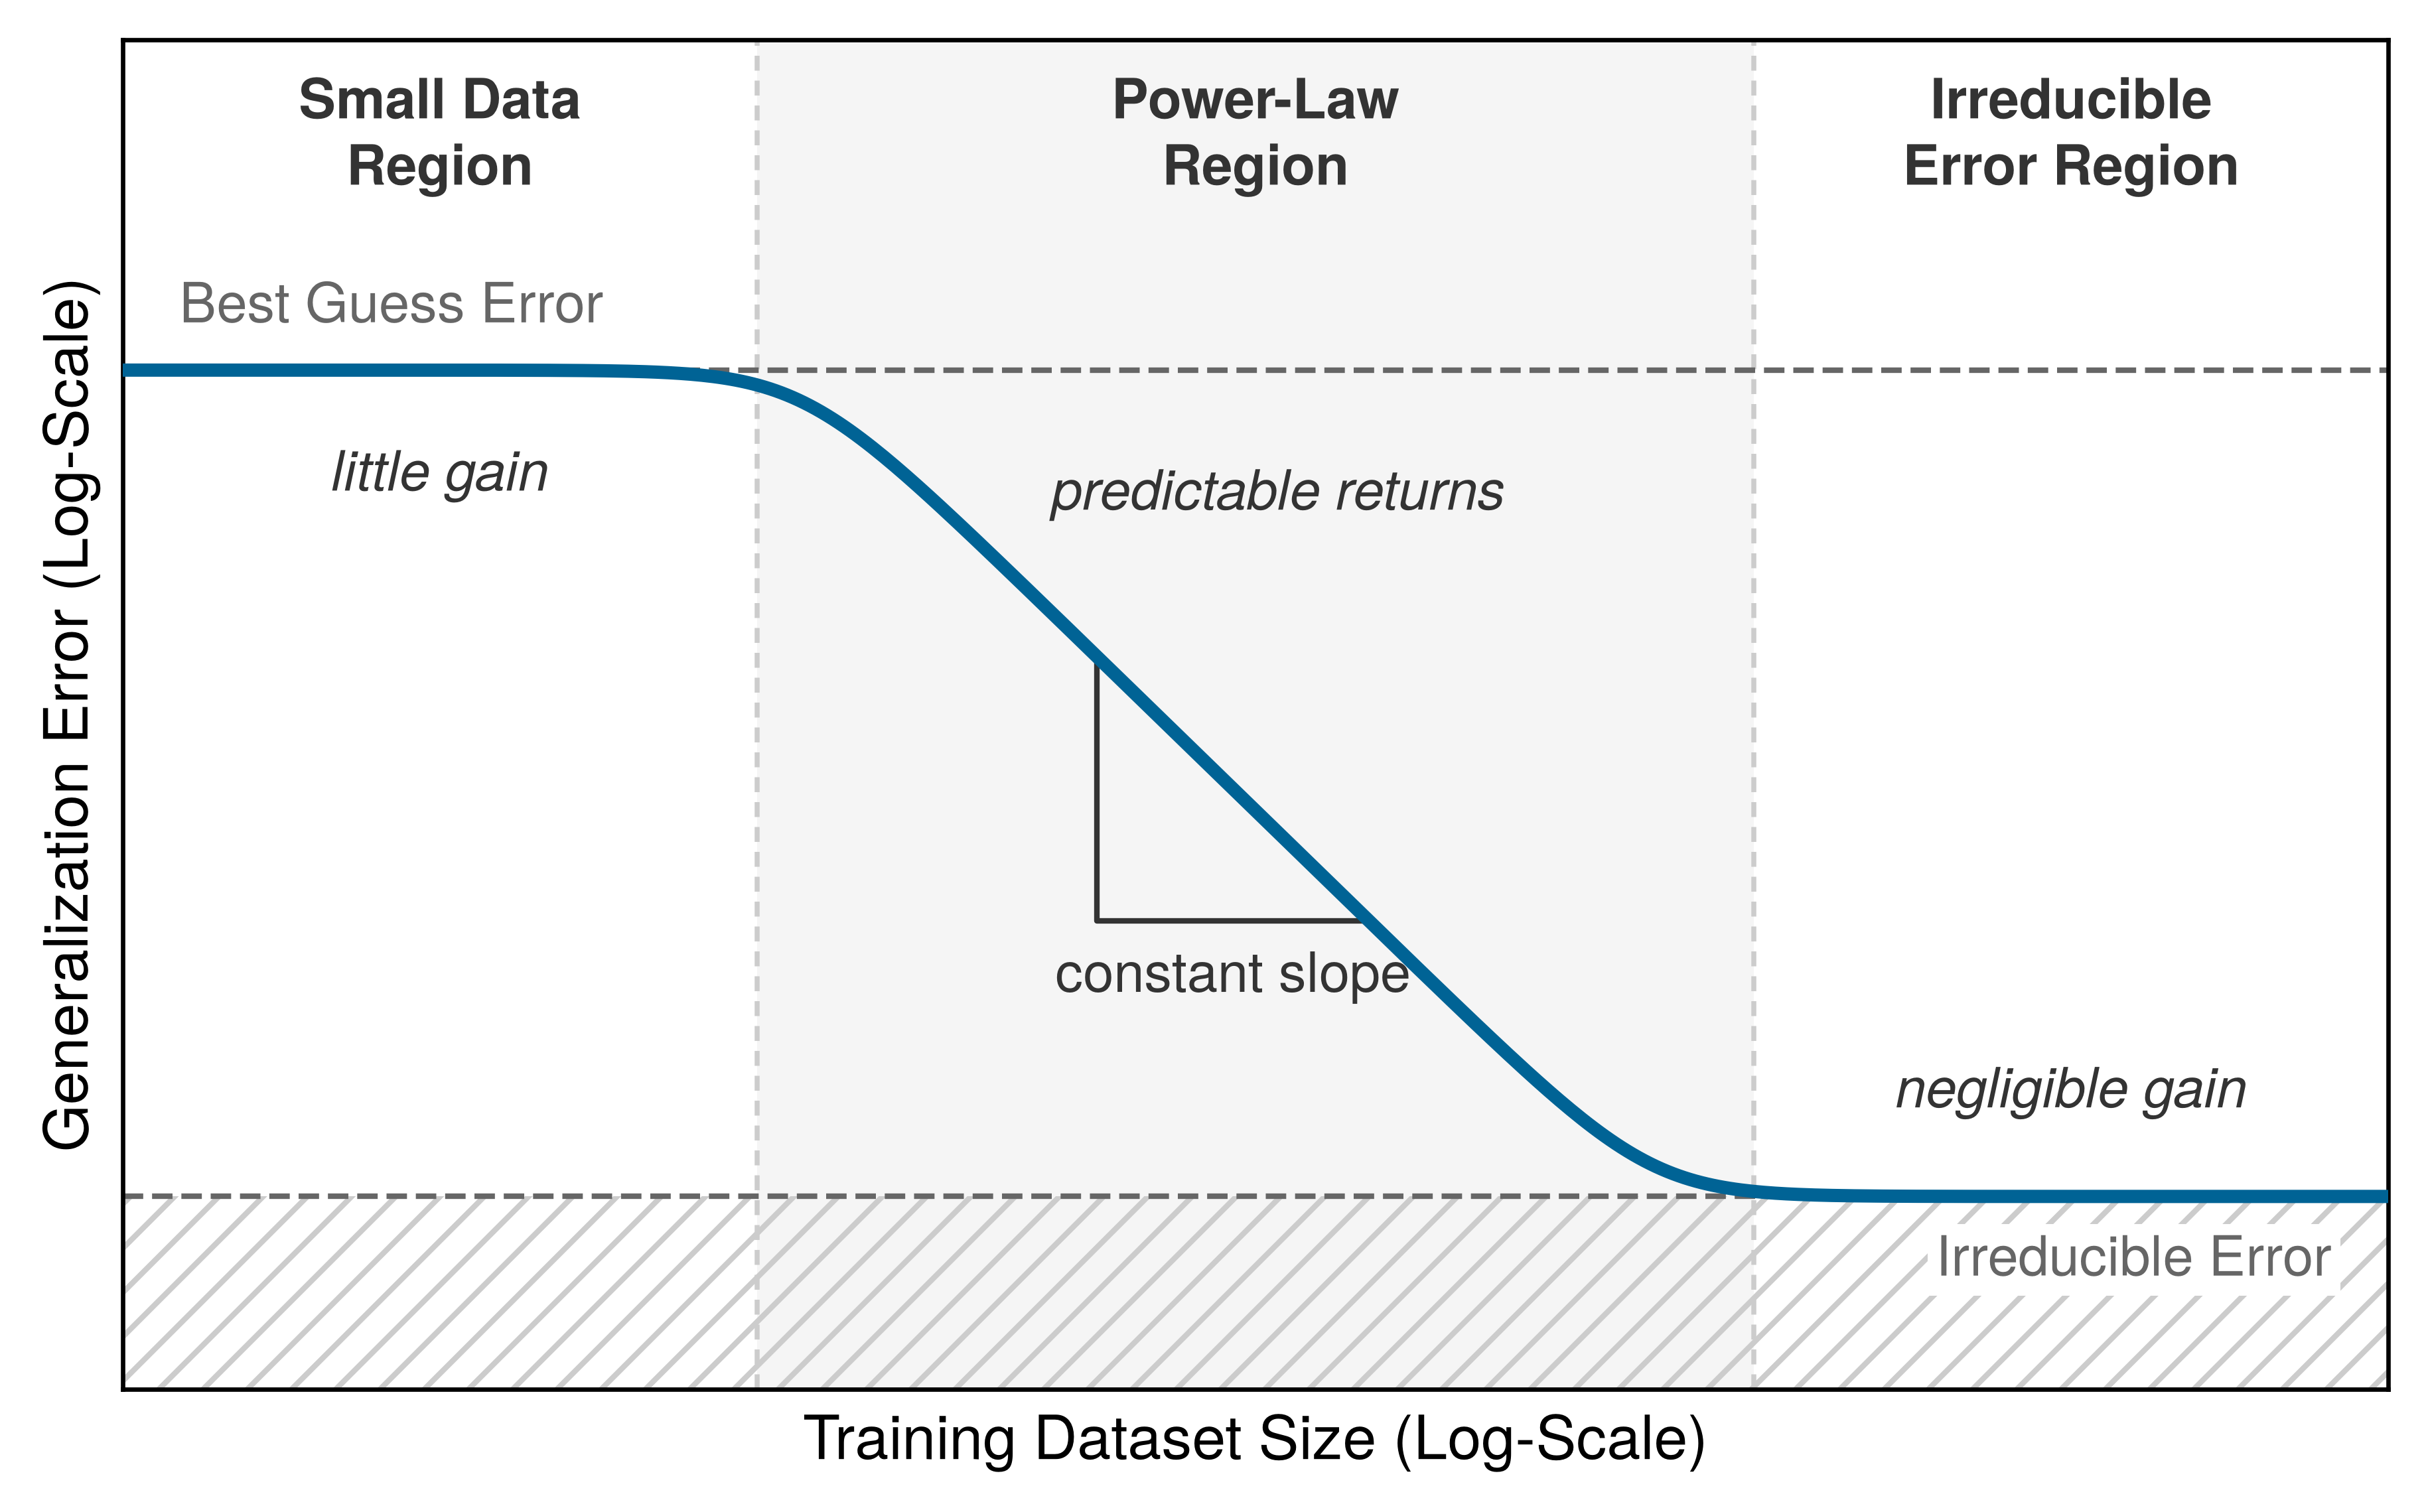 Small Data
Region
Power-Law
Region
Irreducible
Error Region
Best Guess Error
little gain
predictable returns
constant slope
negligible gain
Irreducible Error
Generalization Error (Log-Scale)
Training Dataset Size (Log-Scale)